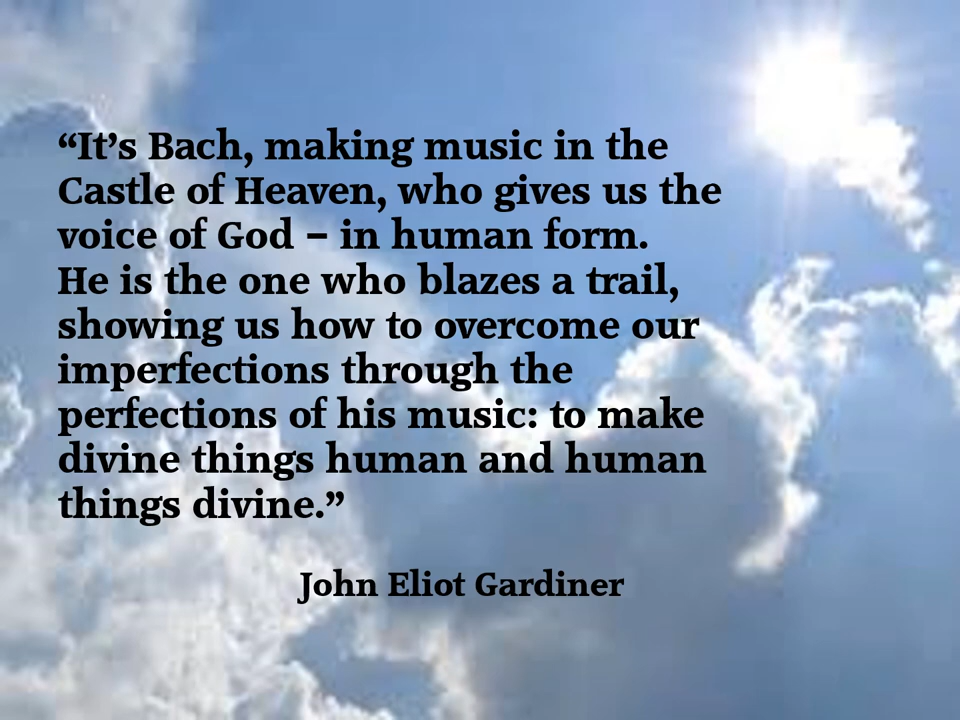 “It’s Bach, making music in the
Castle of Heaven, who gives us the
voice of God – in human form.
He is the one who blazes a trail,
showing us how to overcome our
imperfections through the
perfections of his music: to make
divine things human and human
things divine.”
John Eliot Gardiner